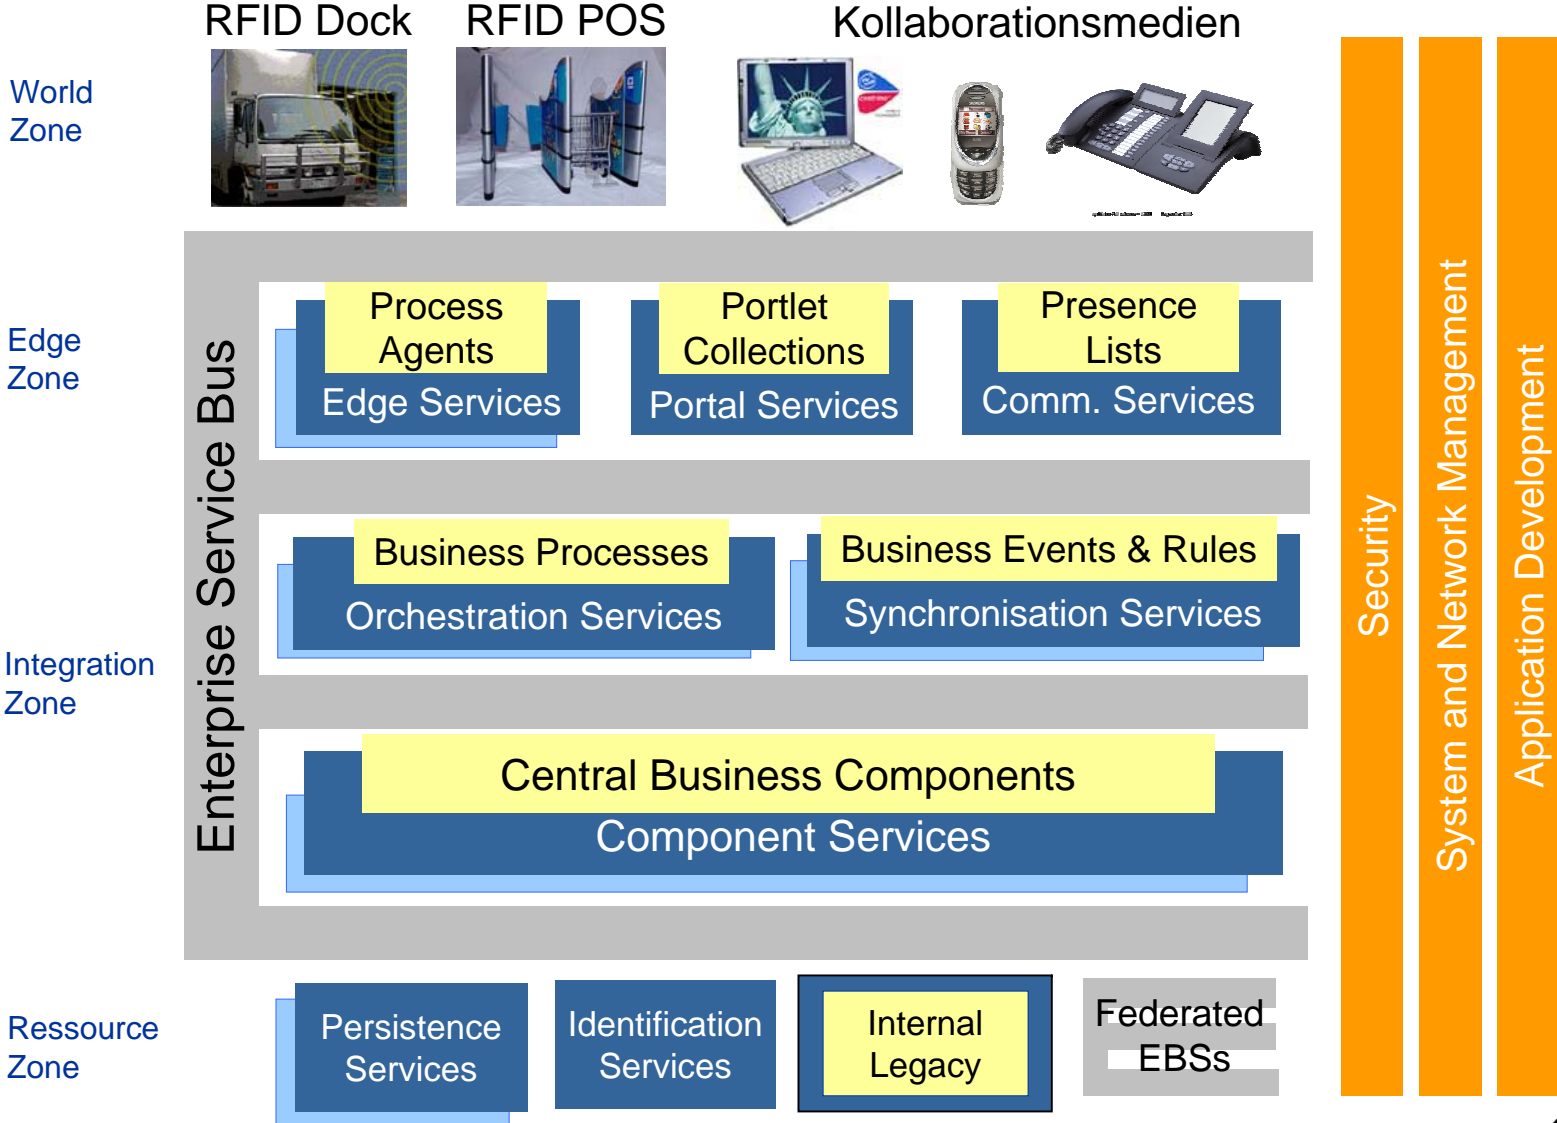 RFID Dock
RFID POS
Kollaborationsmedien
World
Zone
Edge
Zone
Process
Agents
Edge Services
Portlet
Collections
Portal Services
Presence
Lists
Comm. Services
Enterprise Service Bus
Integration
Zone
Business Processes
Orchestration Services
Business Events & Rules
Synchronisation Services
Central Business Components
Component Services
Ressource
Zone
Persistence
Services
Identification
Services
Internal
Legacy
Federated
EBSs
Security
System and Network Management
Application Development